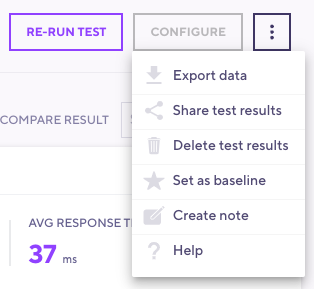 RE-RUN TEST
CONFIGURE
Export data
COMPARE RESULT
Share test results
Delete test results
Set as baseline
Create note
AVG RESPONSE
37 ms
Help